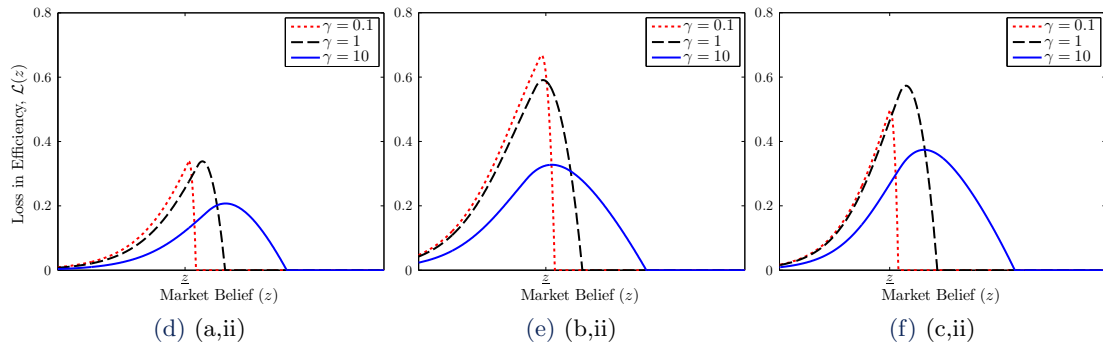 Loss in Efficiency, 𝓛(z)
0.8
0.6
0.4
0.2
0
γ = 0.1
γ = 1
γ = 10
z
Market Belief (z)
(d) (a,ii)
0.8
0.6
0.4
0.2
0
γ = 0.1
γ = 1
γ = 10
z
Market Belief (z)
(e) (b,ii)
0.8
0.6
0.4
0.2
0
γ = 0.1
γ = 1
γ = 10
z
Market Belief (z)
(f) (c,ii)